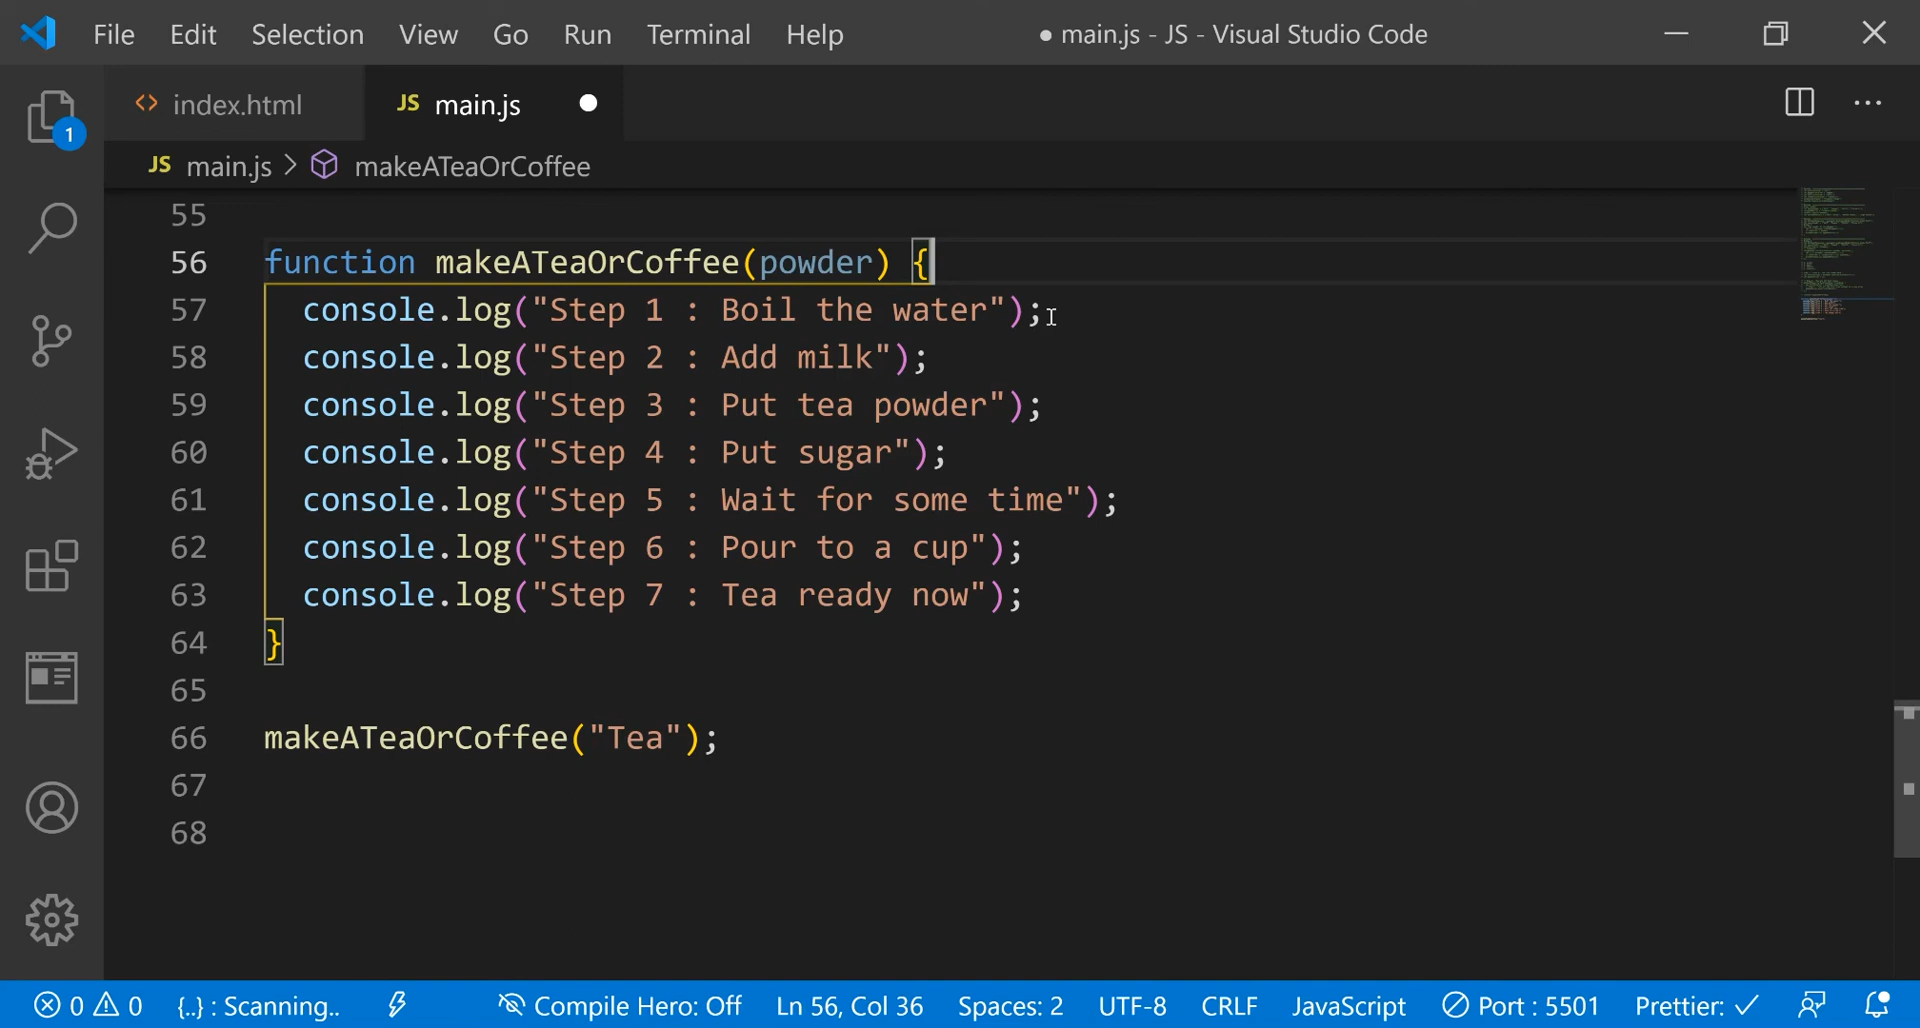 File Edit Selection View Go Run Terminal Help ● main.js - JS - Visual Studio Code
<> index.html JS main.js ●
1
JS main.js > makeATeaOrCoffee
55
56 function makeATeaOrCoffee(powder) {
57 console.log("Step 1 : Boil the water");
58 console.log("Step 2 : Add milk");
59 console.log("Step 3 : Put tea powder");
60 console.log("Step 4 : Put sugar");
61 console.log("Step 5 : Wait for some time");
62 console.log("Step 6 : Pour to a cup");
63 console.log("Step 7 : Tea ready now");
64 }
65
66 makeATeaOrCoffee("Tea");
67
68
0 0 {..} : Scanning.. Compile Hero: Off Ln 56, Col 36 Spaces: 2 UTF-8 CRLF JavaScript Port : 5501 Prettier: ✓